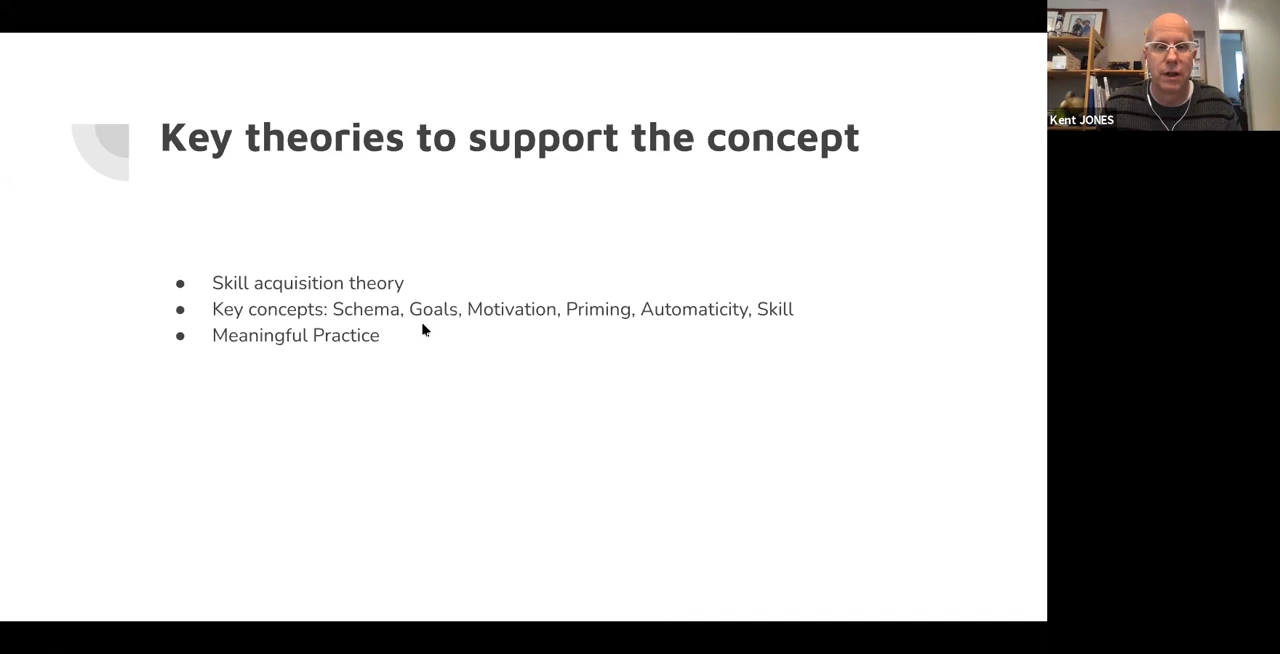 Key theories to support the concept
● Skill acquisition theory
● Key concepts: Schema, Goals, Motivation, Priming, Automaticity, Skill
● Meaningful Practice
Kent JONES